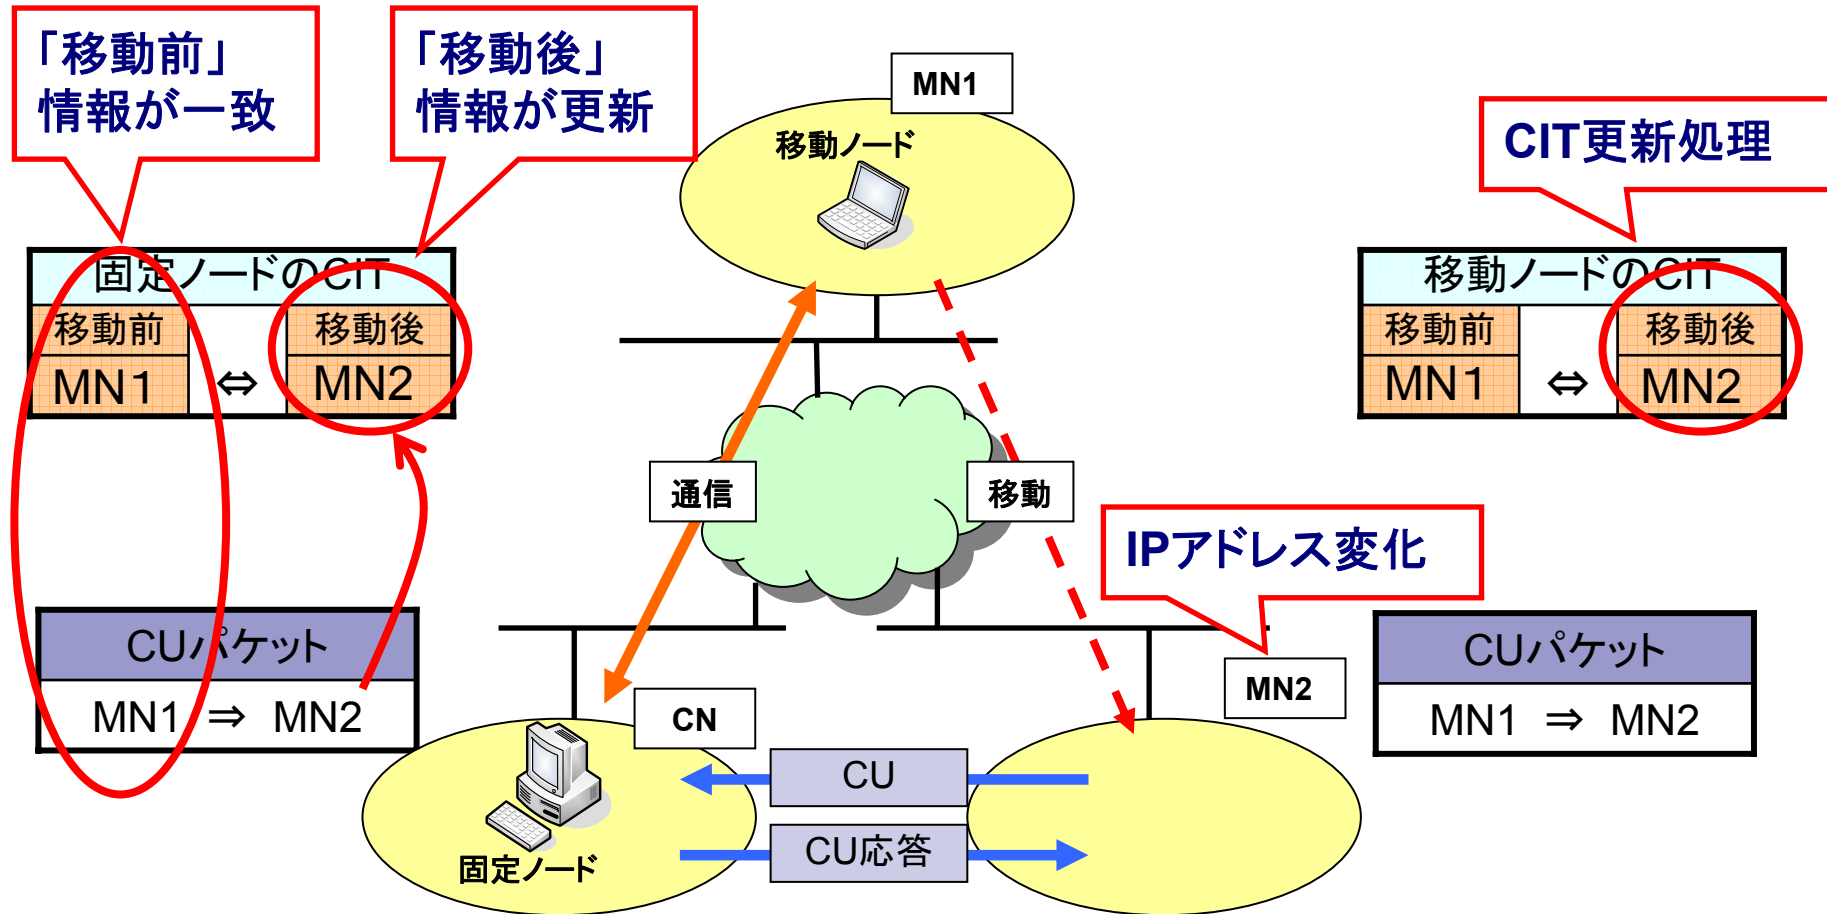 「移動前」
情報が一致
「移動後」
情報が更新
MN1
移動ノード
CIT更新処理
固定ノードのCIT
移動前
移動後
MN1
⇔
MN2
移動ノードのCIT
移動前
移動後
MN1
⇔
MN2
通信
移動
IPアドレス変化
CUパケット
MN1 ⇒ MN2
CUパケット
MN1 ⇒ MN2
MN2
CN
固定ノード
CU
CU応答